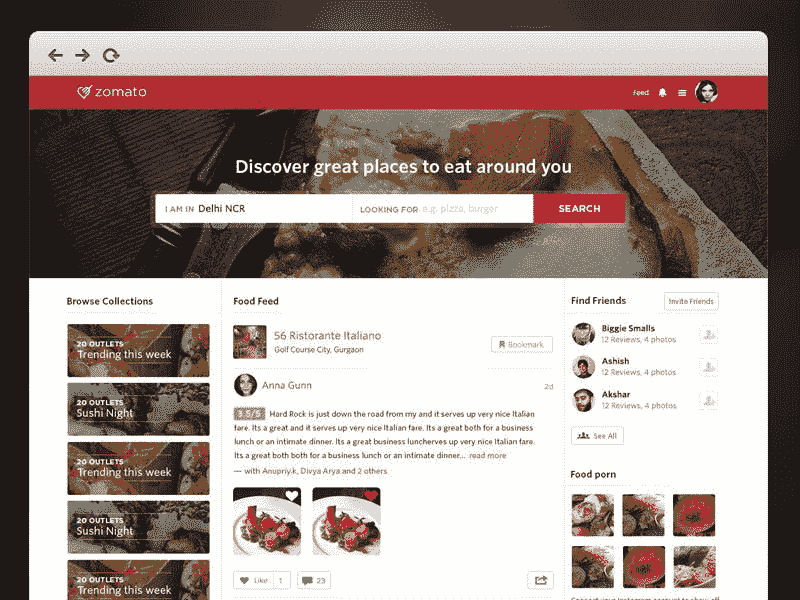 zomato
Feed
Discover great places to eat around you
I AM IN Delhi NCR
LOOKING FOR e.g. pizza, burger
SEARCH
Browse Collections
20 OUTLETS
Trending this week
20 OUTLETS
Sushi Night
20 OUTLETS
Trending this week
20 OUTLETS
Sushi Night
20 OUTLETS
Trending this week
Food Feed
56 Ristorante Italiano
Golf Course City, Gurgaon
Bookmark
Anna Gunn
2d
3.5/5 Hard Rock is just down the road from my and it serves up very nice Italian
fare. Its a great and it serves up very nice Italian fare. Its a great both for a business
lunch or an intimate dinner. Its a great business luncherves up very nice Italian fare.
Its a great both both for a business lunch or an intimate dinner... read more
— with Anupriy.k, Divya Arya and 2 others
Like 1
23
Find Friends
Invite Friends
Biggie Smalls
12 Reviews, 4 photos
Ashish
12 Reviews, 4 photos
Akshar
12 Reviews, 4 photos
See All
Food porn